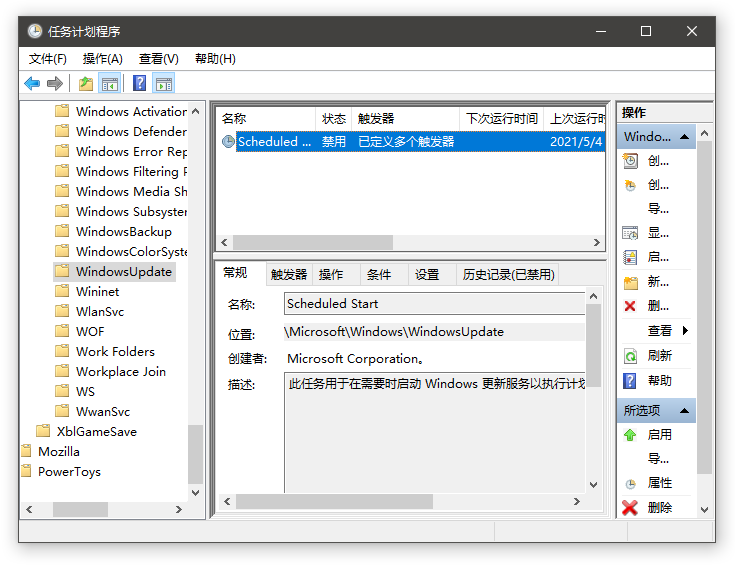 任务计划程序
文件(F) 操作(A) 查看(V) 帮助(H)
Windows Activation
Windows Defender
Windows Error Rep
Windows Filtering P
Windows Media Sh
Windows Subsystem
WindowsBackup
WindowsColorSyste
WindowsUpdate
Wininet
WlanSvc
WOF
Work Folders
Workplace Join
WS
WwanSvc
XblGameSave
Mozilla
PowerToys
名称 状态 触发器 下次运行时间 上次运行时
Scheduled ... 禁用 已定义多个触发器 2021/5/4
常规 触发器 操作 条件 设置 历史记录(已禁用)
名称: Scheduled Start
位置: \Microsoft\Windows\WindowsUpdate
创建者: Microsoft Corporation。
描述: 此任务用于在需要时启动 Windows 更新服务以执行计划
操作
Windo...
创...
创...
导...
显...
启...
新...
删...
查看
刷新
帮助
所选项
启用
导...
属性
删除